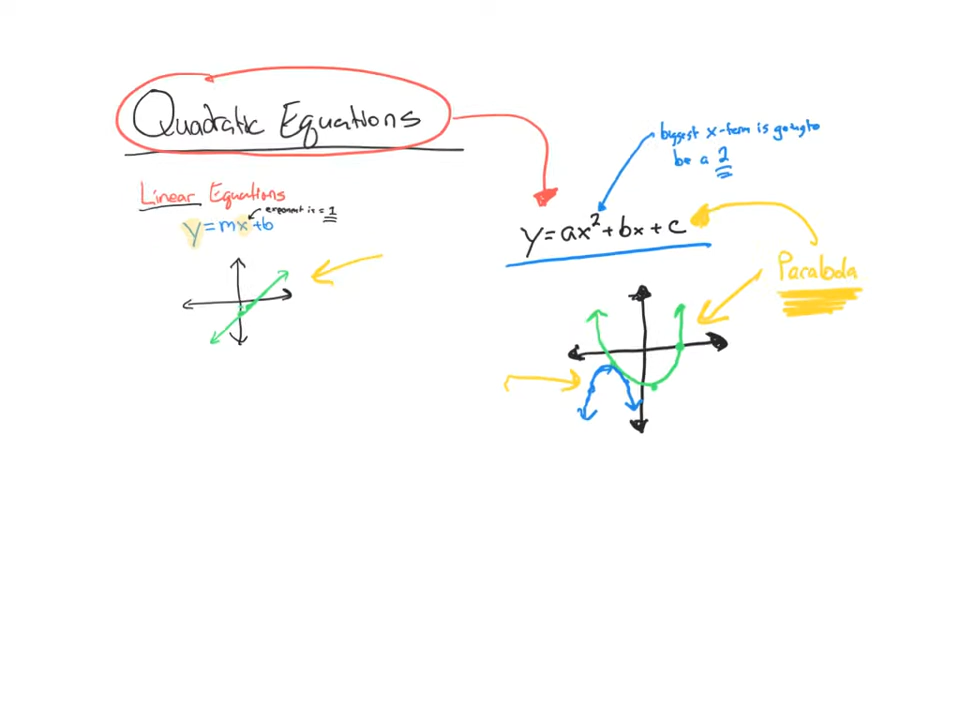 Quadratic Equations
biggest x-term is going to
be a 2
Linear Equations
exponent is = 1
y = mx + b
y = ax² + bx + c
Parabola